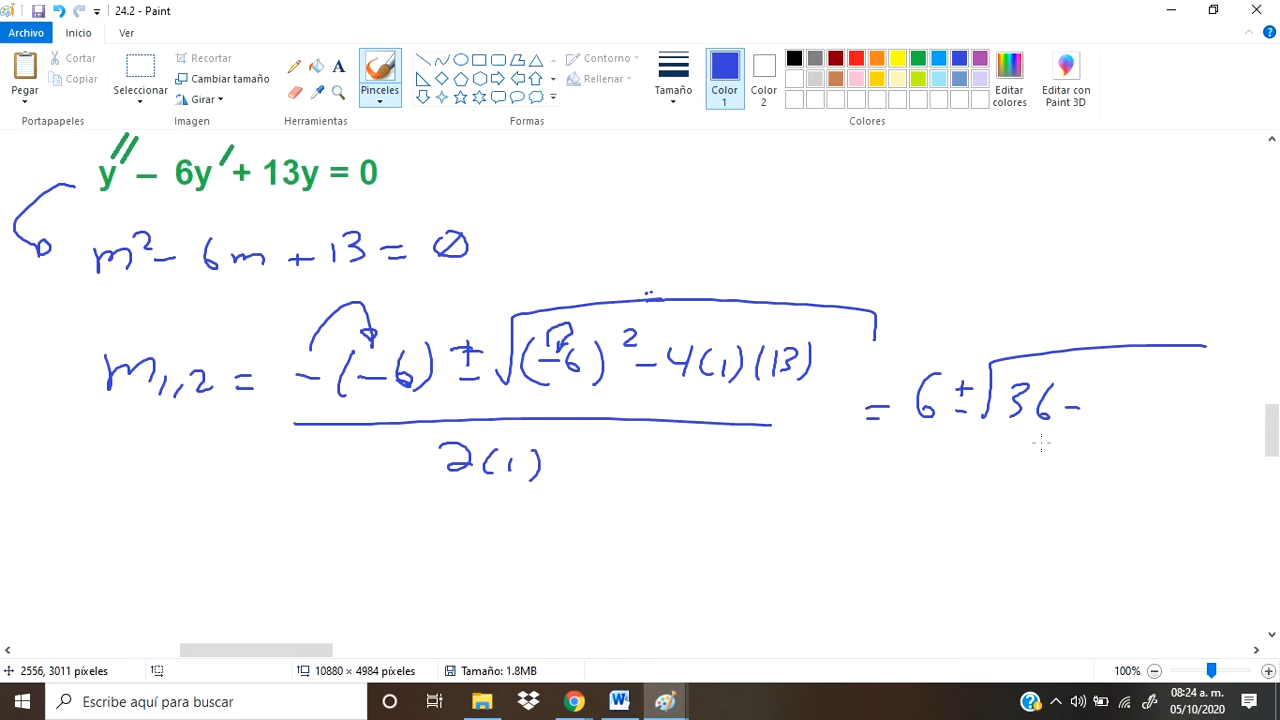 24.2 - Paint
Archivo Inicio Ver
Pegar
Cortar
Copiar
Portapapeles
Seleccionar
Recortar
Cambiar tamaño
Girar
Imagen
A
Pinceles
Herramientas
Contorno
Rellenar
Formas
Tamaño
Color 1
Color 2
Editar colores
Editar con Paint 3D
Colores
y′′ – 6y′ + 13y = 0
m² - 6m + 13 = ∅
m₁,₂ = -(-6) ± √(-6)² - 4(1)(13)
2(1)
= 6 ± √36 -
2556, 3011 píxeles
10880 × 4984 píxeles
Tamaño: 1.8MB
100%
Escribe aquí para buscar
08:24 a. m.
05/10/2020